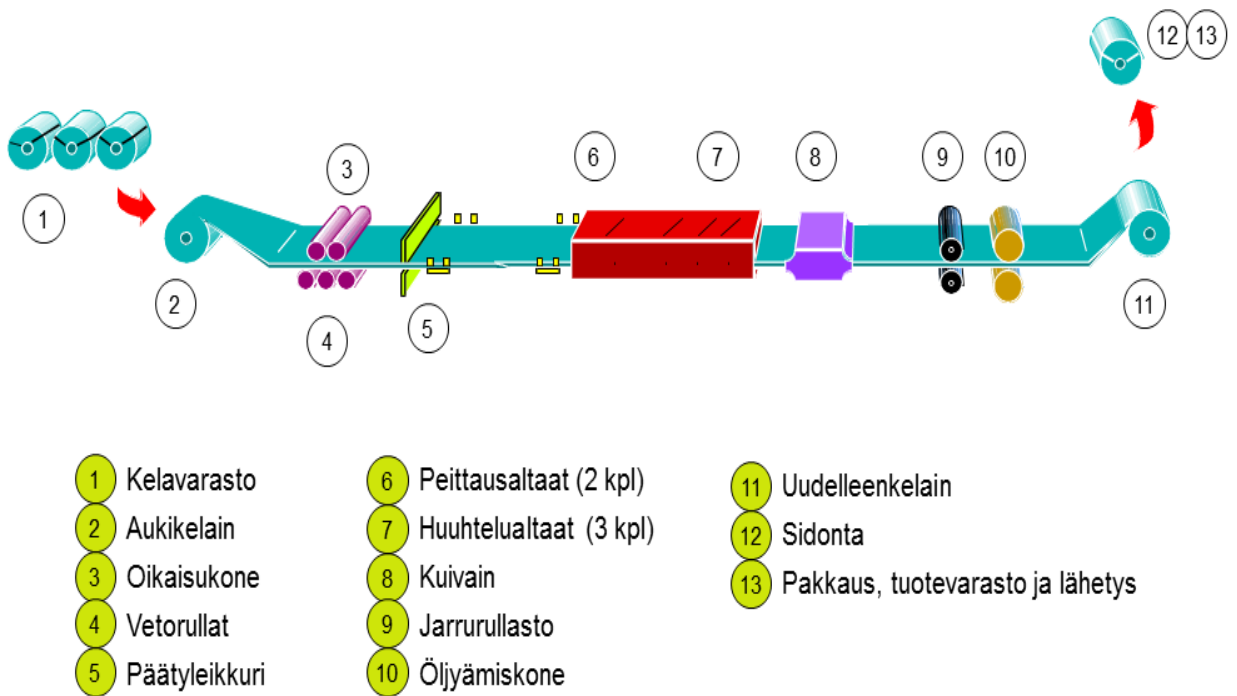 12 13
3 6 7 8 9 10
1
2 4 5 11
1 Kelavarasto
2 Aukikelain
3 Oikaisukone
4 Vetorullat
5 Päätyleikkuri
6 Peittausaltaat (2 kpl)
7 Huuhtelualtaat (3 kpl)
8 Kuivain
9 Jarrurullasto
10 Öljyämiskone
11 Uudelleenkelain
12 Sidonta
13 Pakkaus, tuotevarasto ja lähetys